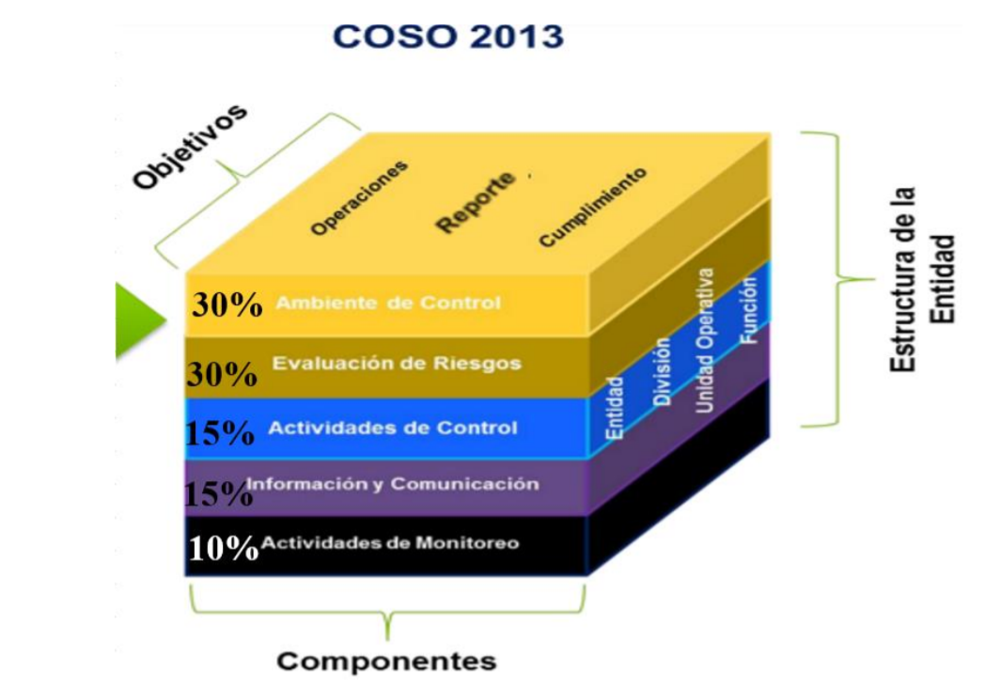 COSO 2013
Objetivos
Operaciones
Reporte
Cumplimiento
30% Ambiente de Control
30% Evaluación de Riesgos
15% Actividades de Control
15% Información y Comunicación
10% Actividades de Monitoreo
Entidad
División
Unidad Operativa
Función
Estructura de la
Entidad
Componentes